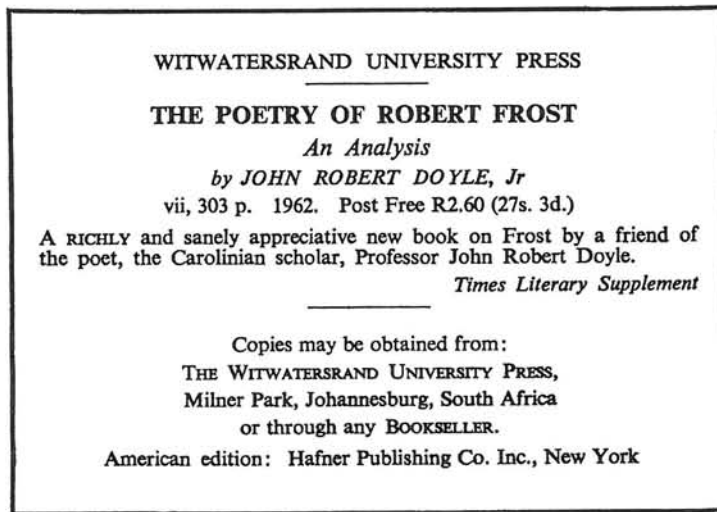 WITWATERSRAND UNIVERSITY PRESS
THE POETRY OF ROBERT FROST
An Analysis
by JOHN ROBERT DOYLE, Jr
vii, 303 p. 1962. Post Free R2.60 (27s. 3d.)
A RICHLY and sanely appreciative new book on Frost by a friend of
the poet, the Carolinian scholar, Professor John Robert Doyle.
Times Literary Supplement
Copies may be obtained from:
THE WITWATERSRAND UNIVERSITY PRESS,
Milner Park, Johannesburg, South Africa
or through any BOOKSELLER.
American edition: Hafner Publishing Co. Inc., New York